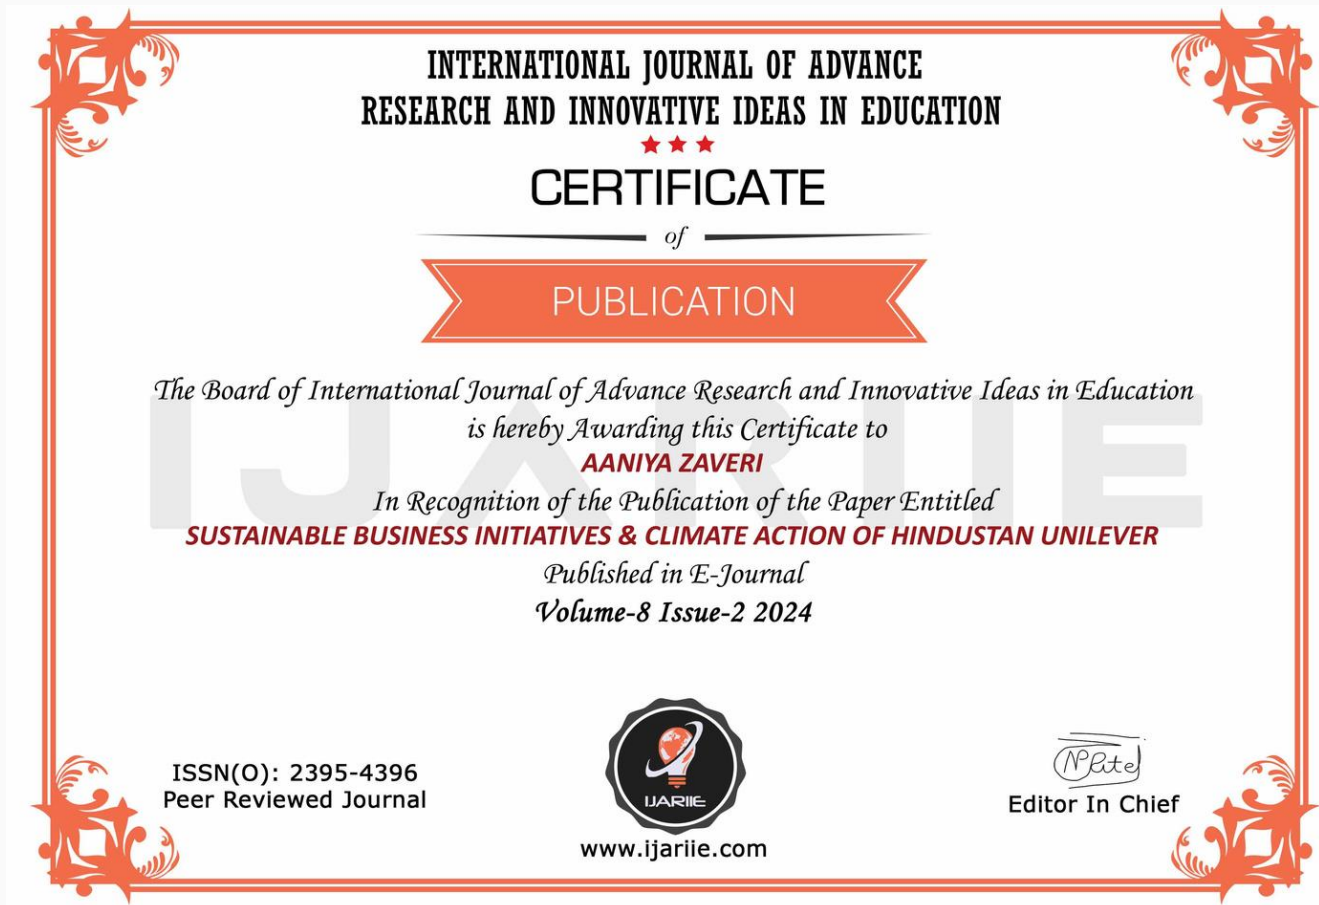 INTERNATIONAL JOURNAL OF ADVANCE
RESEARCH AND INNOVATIVE IDEAS IN EDUCATION
CERTIFICATE
of
PUBLICATION
IJARIIE
The Board of International Journal of Advance Research and Innovative Ideas in Education
is hereby Awarding this Certificate to
AANIYA ZAVERI
In Recognition of the Publication of the Paper Entitled
SUSTAINABLE BUSINESS INITIATIVES & CLIMATE ACTION OF HINDUSTAN UNILEVER
Published in E-Journal
Volume-8 Issue-2 2024
ISSN(O): 2395-4396
Peer Reviewed Journal
IJARIIE
www.ijariie.com
Editor In Chief